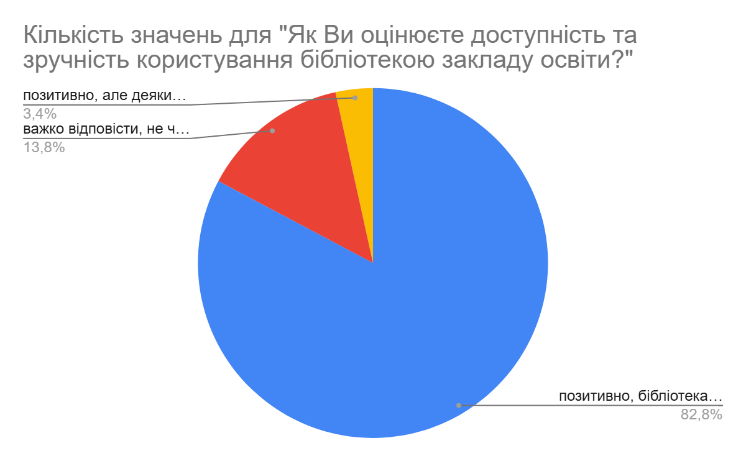 Кількість значень для "Як Ви оцінюєте доступність та
зручність користування бібліотекою закладу освіти?"
позитивно, але деяки…
3,4%
важко відповісти, не ч…
13,8%
позитивно, бібліотека…
82,8%